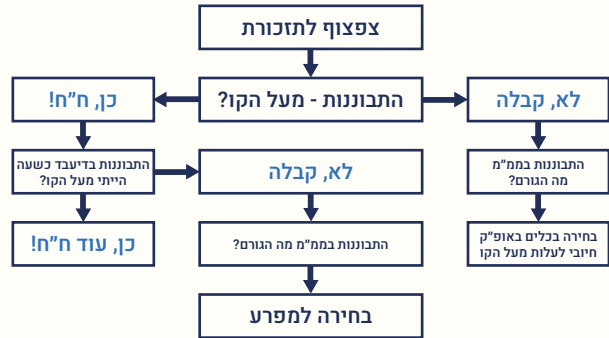 צפצוף לתזכורת
כן, ח״ח!
התבוננות - מעל הקו?
לא, קבלה
התבוננות בדיעבד כשעה
הייתי מעל הקו?
לא, קבלה
התבוננות בממ״מ
מה הגורם?
כן, עוד ח״ח!
התבוננות בממ״מ מה הגורם?
בחירה בכלים באופ״ק
חיובי לעלות מעל הקו
בחירה למפרע